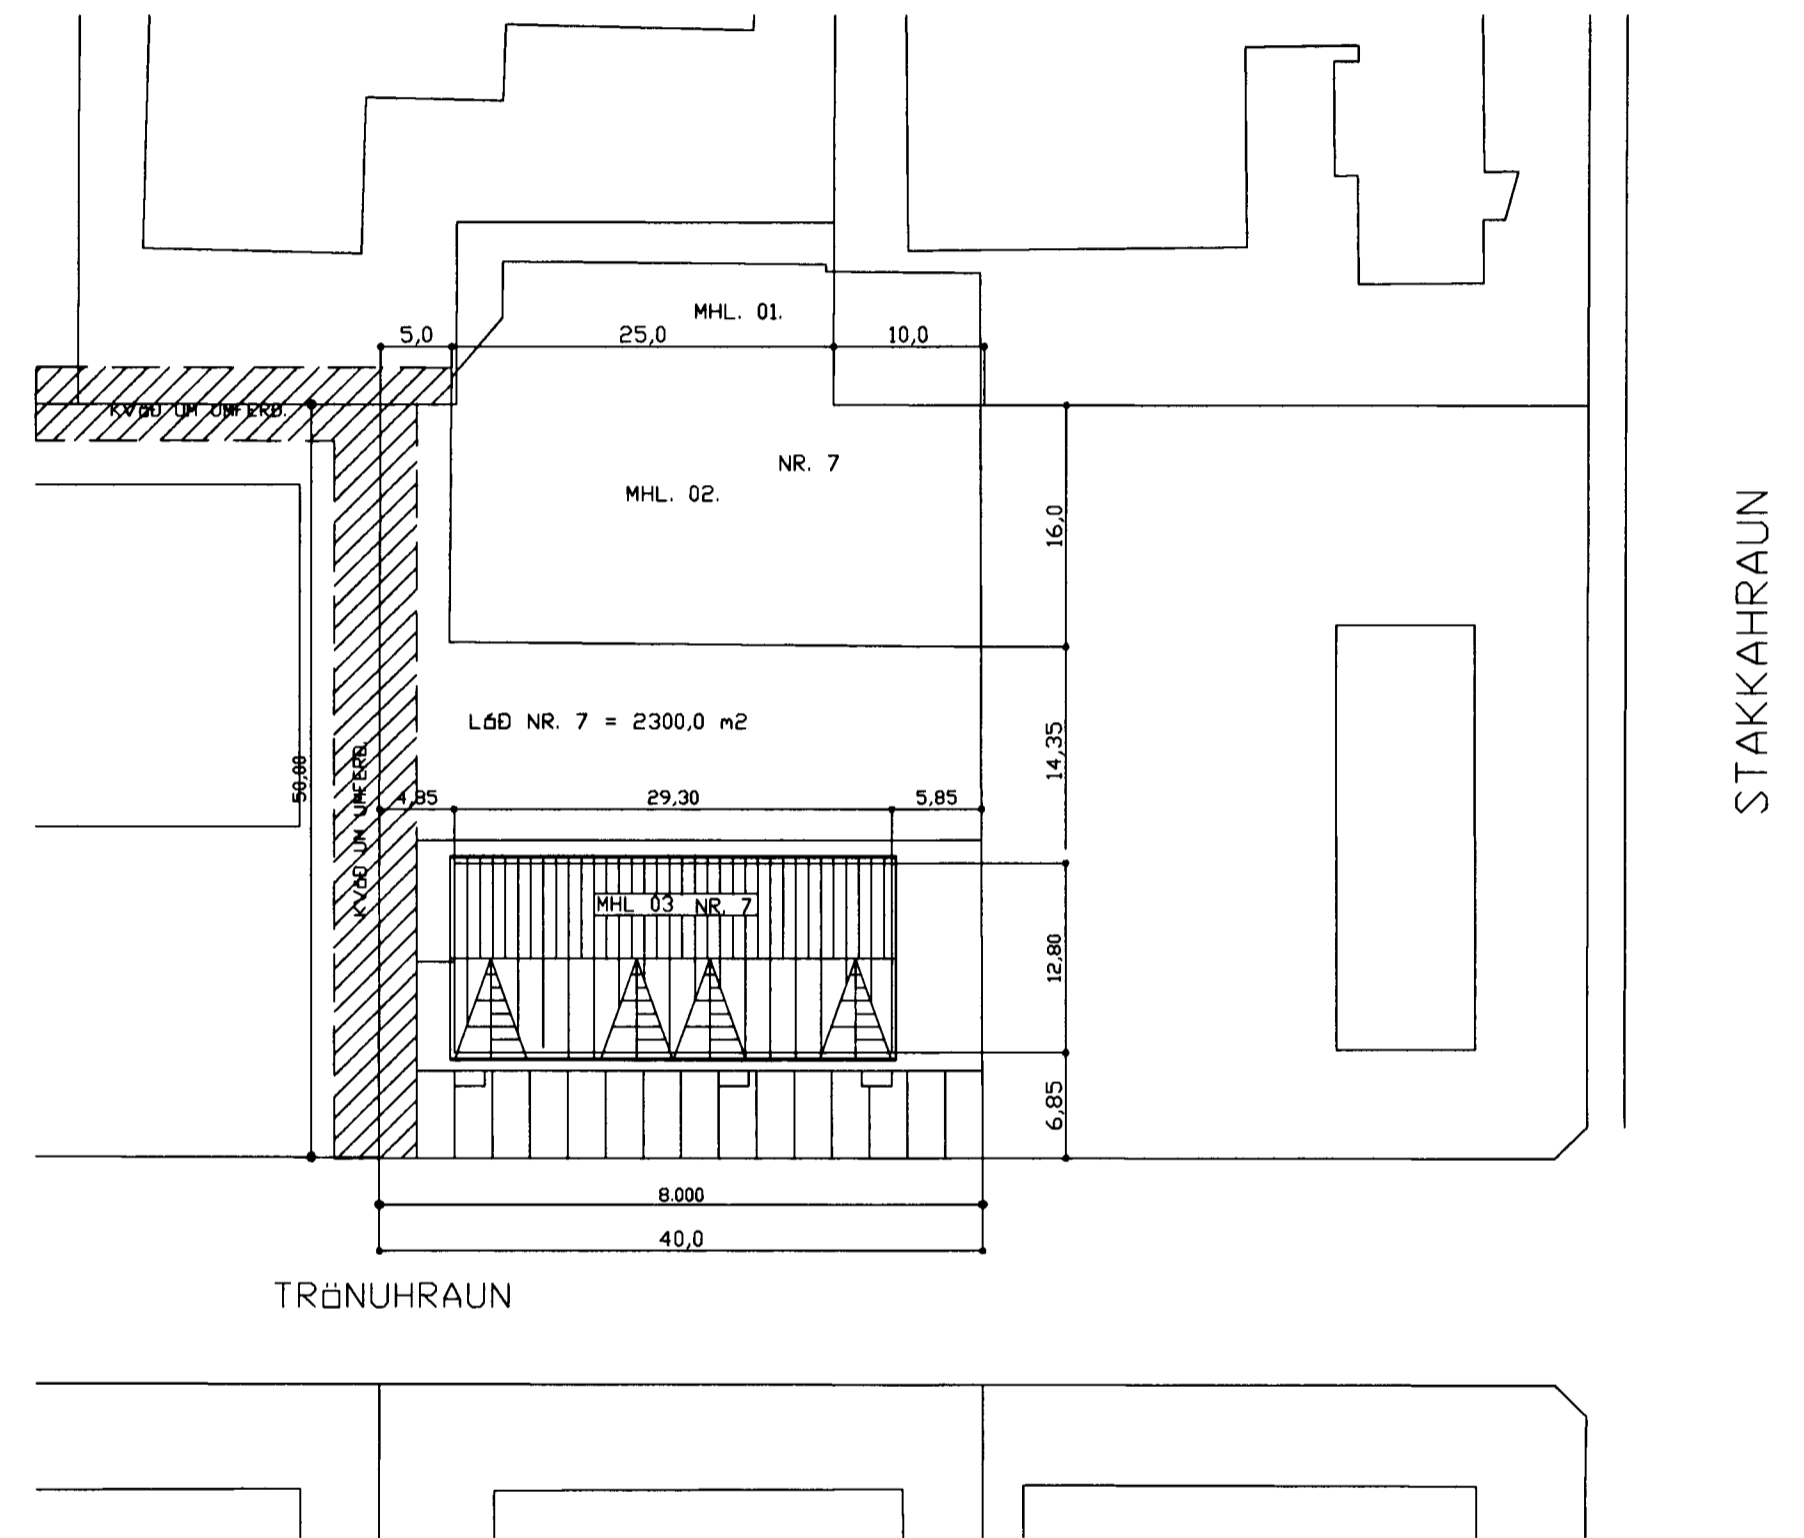 MHL. 01.
5,0 25,0 10,0
KVöÐ UM UMFERÐ.
NR. 7
MHL. 02.
16,0
STAKKAHRAUN
LóÐ NR. 7 = 2300,0 m2
14,35
50,00
KVöÐ UM UMFERÐ.
4,85 29,30 5,85
MHL 03 NR. 7
12,80
6,85
8.000
40,0
TRöNUHRAUN